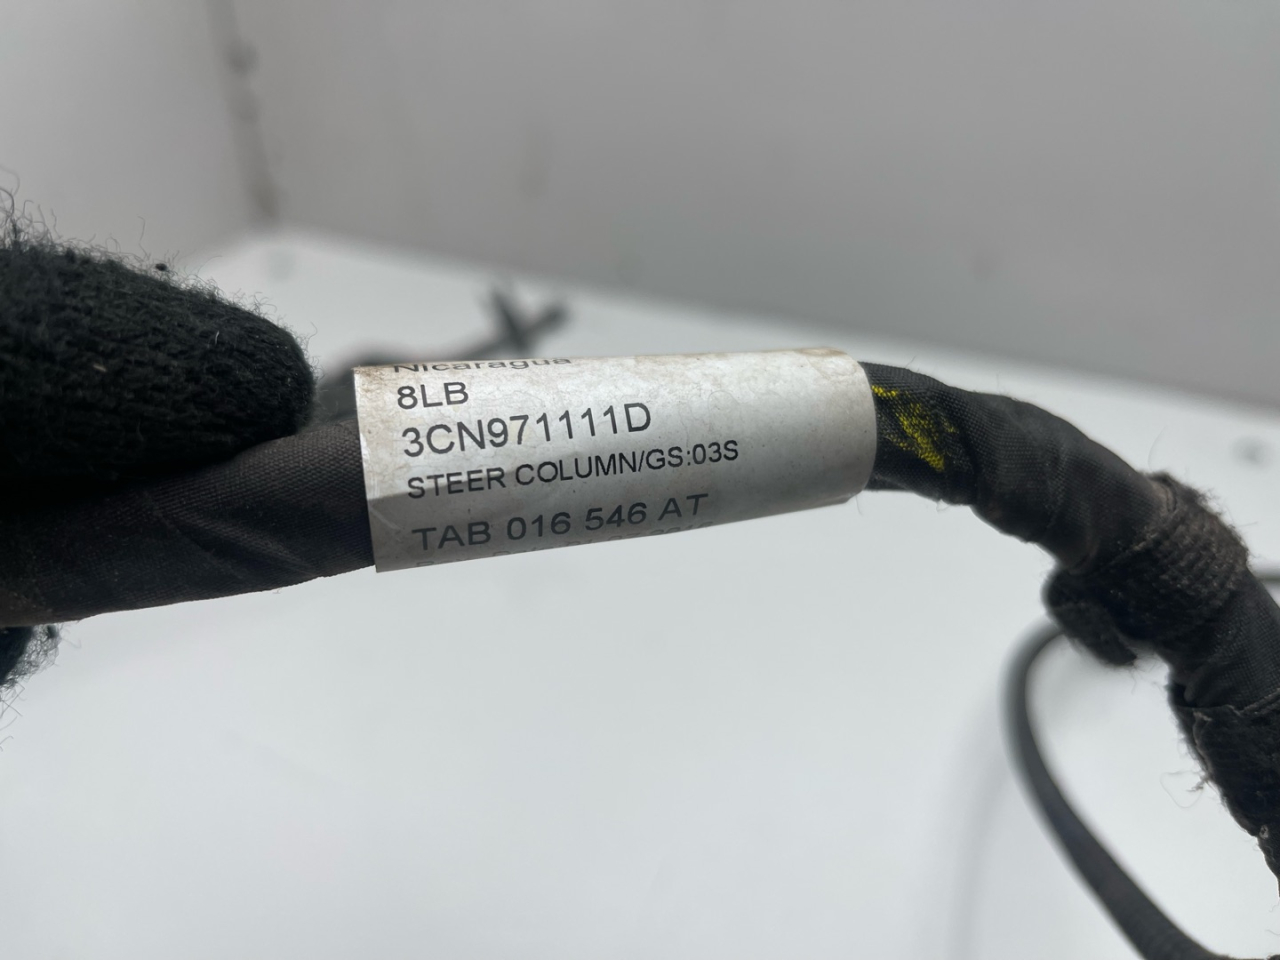 Nicaragua
8LB
3CN971111D
STEER COLUMN/GS:03S
TAB 016 546 AT